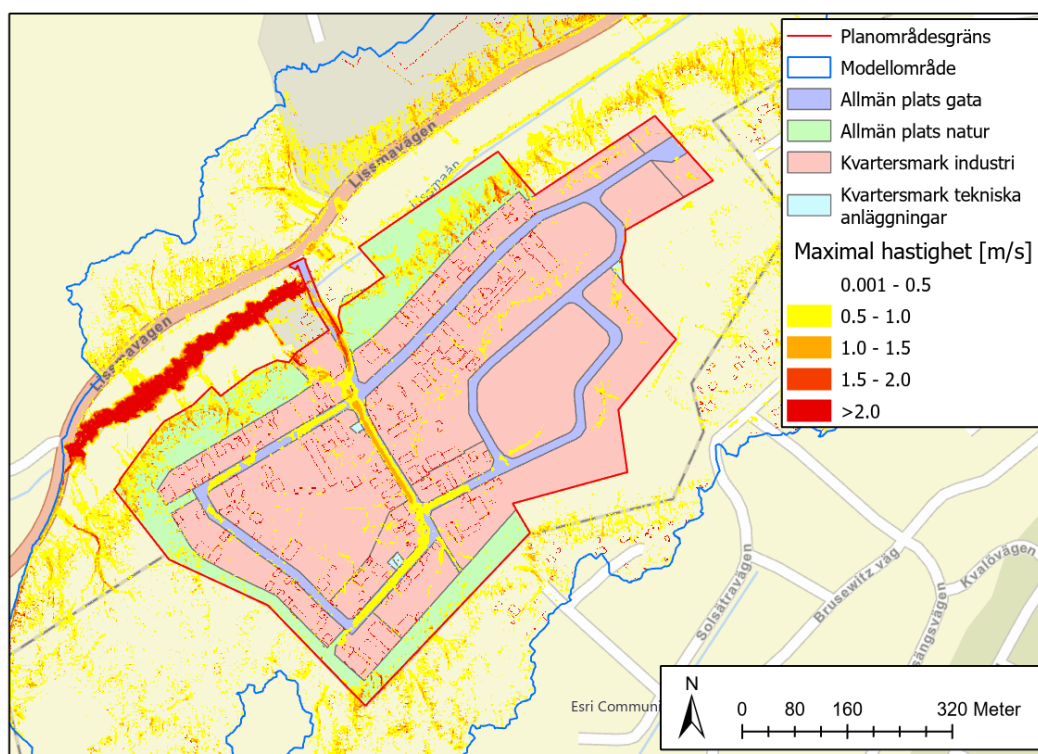 Planområdesgräns
Modellområde
Allmän plats gata
Allmän plats natur
Kvartersmark industri
Kvartersmark tekniska
anläggningar
Maximal hastighet [m/s]
0.001 - 0.5
0.5 - 1.0
1.0 - 1.5
1.5 - 2.0
>2.0
Lissmavägen
Lissmaån
Lissmavägen
Solsätravägen
Brusewitz väg
Kvalövägen
sängsvägen
Esri Communi
N
0 80 160 320 Meter